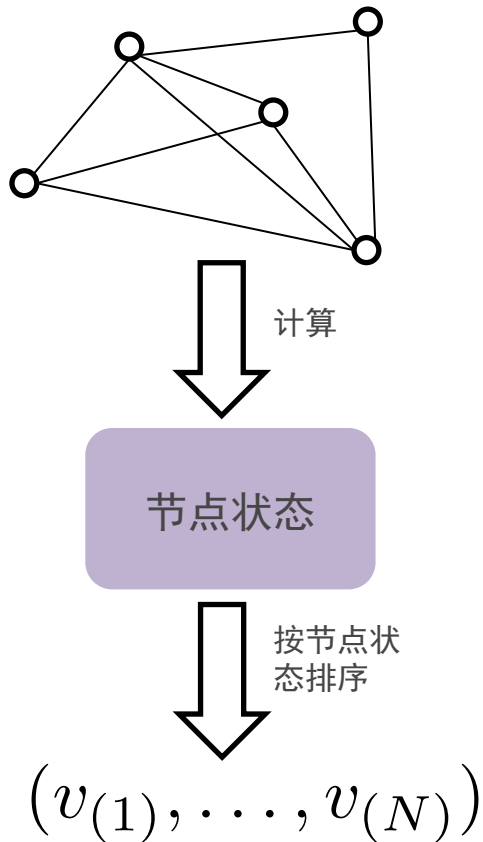 计算
节点状态
按节点状
态排序
(v_{(1)}, . . . , v_{(N)})